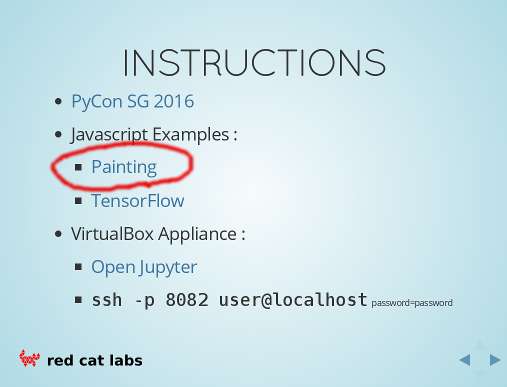 INSTRUCTIONS
PyCon SG 2016
Javascript Examples :
Painting
TensorFlow
VirtualBox Appliance :
Open Jupyter
ssh -p 8082 user@localhost password=password
red cat labs